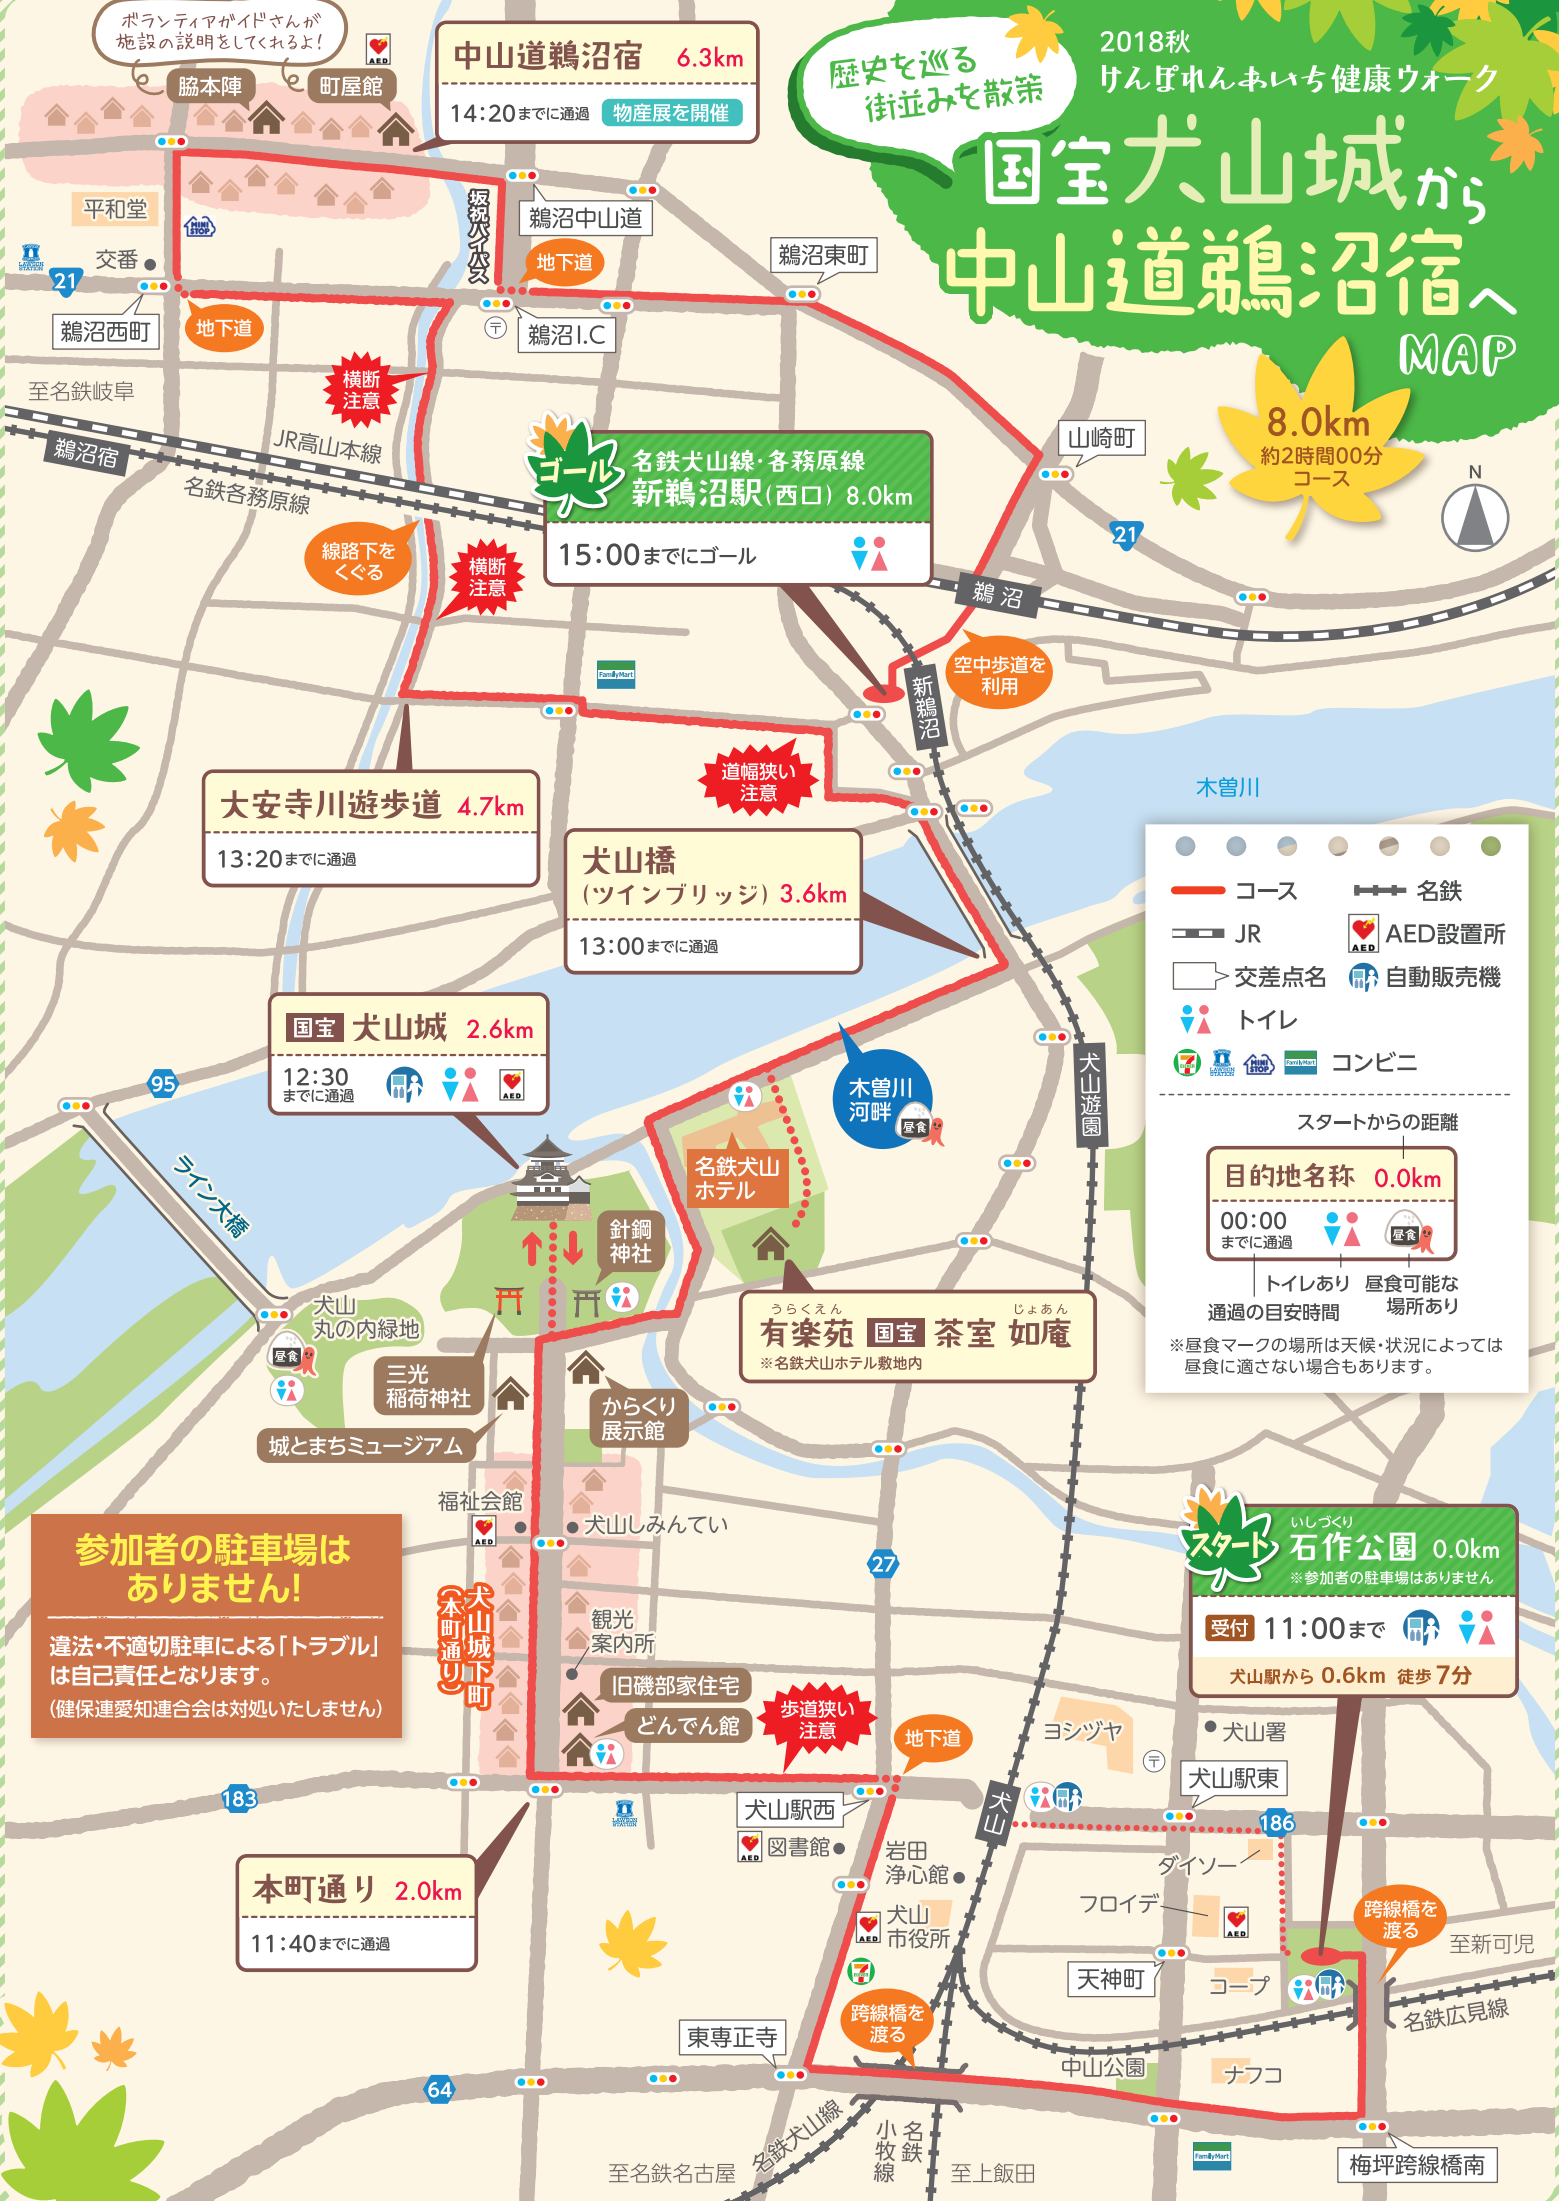 ボランティアガイドさんが
施設の説明をしてくれるよ!
AED
脇本陣
町屋館
中山道鵜沼宿 6.3km
14:20までに通過 物産展を開催
歴史を巡る
街並みを散策
2018秋
けんぽれんあいち健康ウォーク
国宝犬山城から
中山道鵜沼宿へ
MAP
8.0km
約2時間00分
コース
N
平和堂
MINI STOP
坂祝バイパス
鵜沼中山道
交番
LAWSON STATION
21
地下道
鵜沼東町
鵜沼西町
地下道
〒
鵜沼I.C
横断
注意
至名鉄岐阜
鵜沼宿
JR高山本線
名鉄各務原線
山崎町
21
ゴール
名鉄犬山線・各務原線
新鵜沼駅(西口) 8.0km
15:00までにゴール
線路下を
くぐる
横断
注意
鵜沼
空中歩道を
利用
新鵜沼
FamilyMart
道幅狭い
注意
大安寺川遊歩道 4.7km
13:20までに通過
犬山橋
(ツインブリッジ) 3.6km
13:00までに通過
木曽川
コース
名鉄
JR
AED
AED設置所
交差点名
自動販売機
トイレ
LAWSON STATION
MINI STOP
FamilyMart
コンビニ
スタートからの距離
目的地名称 0.0km
00:00
までに通過
昼食
トイレあり
昼食可能な
場所あり
通過の目安時間
※昼食マークの場所は天候・状況によっては
昼食に適さない場合もあります。
国宝 犬山城 2.6km
12:30
までに通過
AED
95
ライン大橋
木曽川
河畔
昼食
犬山遊園
名鉄犬山
ホテル
針綱
神社
犬山
丸の内緑地
昼食
うらくえん じょあん
有楽苑 国宝 茶室 如庵
※名鉄犬山ホテル敷地内
三光
稲荷神社
からくり
展示館
城とまちミュージアム
福祉会館
AED
犬山しみんてい
参加者の駐車場は
ありません!
違法・不適切駐車による「トラブル」
は自己責任となります。
(健保連愛知連合会は対処いたしません)
犬山城下町
(本町通り)
27
観光
案内所
旧磯部家住宅
どんでん館
歩道狭い
注意
地下道
スタート
いしづくり
石作公園 0.0km
※参加者の駐車場はありません
受付 11:00まで
犬山駅から 0.6km 徒歩 7分
ヨシヅヤ
犬山署
〒
犬山駅東
犬山
186
183
LAWSON STATION
犬山駅西
AED
図書館
岩田
浄心館
ダイソー
フロイデ
AED
跨線橋を
渡る
至新可児
本町通り 2.0km
11:40までに通過
AED
犬山
市役所
天神町
コープ
名鉄広見線
跨線橋を
渡る
東専正寺
中山公園
ナフコ
64
名鉄犬山線
名鉄
小牧線
至名鉄名古屋
至上飯田
FamilyMart
梅坪跨線橋南